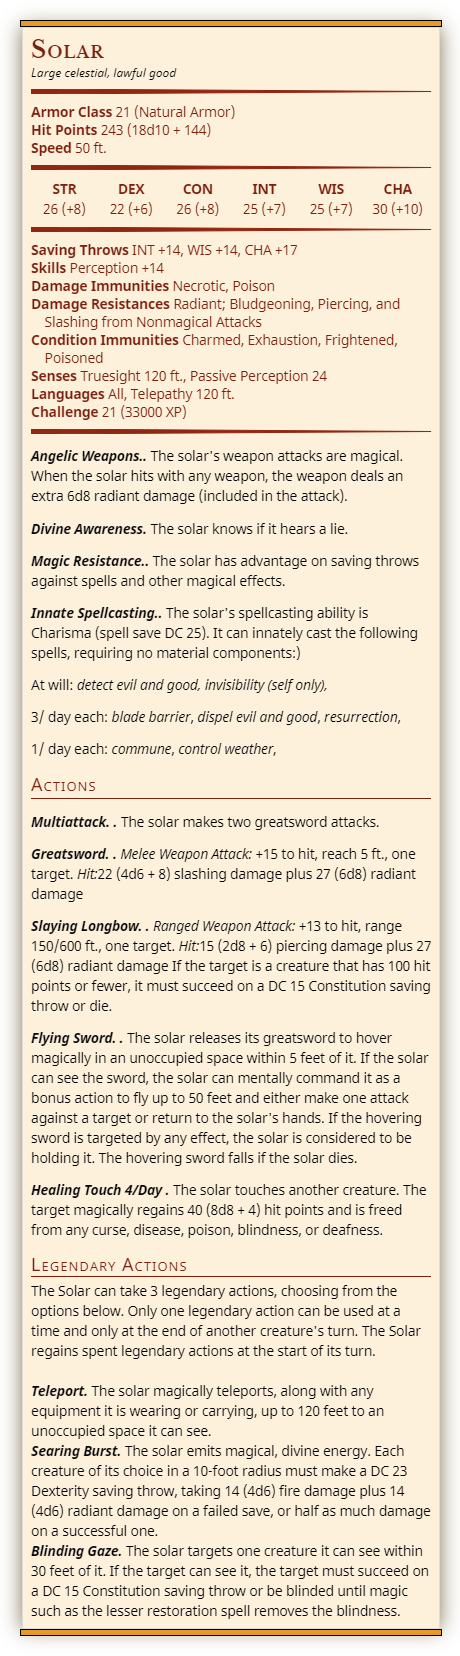 Solar
Large celestial, lawful good
Armor Class 21 (Natural Armor)
Hit Points 243 (18d10 + 144)
Speed 50 ft.
STR DEX CON INT WIS CHA
26 (+8) 22 (+6) 26 (+8) 25 (+7) 25 (+7) 30 (+10)
Saving Throws INT +14, WIS +14, CHA +17
Skills Perception +14
Damage Immunities Necrotic, Poison
Damage Resistances Radiant; Bludgeoning, Piercing, and
Slashing from Nonmagical Attacks
Condition Immunities Charmed, Exhaustion, Frightened,
Poisoned
Senses Truesight 120 ft., Passive Perception 24
Languages All, Telepathy 120 ft.
Challenge 21 (33000 XP)
Angelic Weapons.. The solar's weapon attacks are magical.
When the solar hits with any weapon, the weapon deals an
extra 6d8 radiant damage (included in the attack).
Divine Awareness. The solar knows if it hears a lie.
Magic Resistance.. The solar has advantage on saving throws
against spells and other magical effects.
Innate Spellcasting.. The solar's spellcasting ability is
Charisma (spell save DC 25). It can innately cast the following
spells, requiring no material components:)
At will: detect evil and good, invisibility (self only),
3/ day each: blade barrier, dispel evil and good, resurrection,
1/ day each: commune, control weather,
Actions
Multiattack. . The solar makes two greatsword attacks.
Greatsword. . Melee Weapon Attack: +15 to hit, reach 5 ft., one
target. Hit:22 (4d6 + 8) slashing damage plus 27 (6d8) radiant
damage
Slaying Longbow. . Ranged Weapon Attack: +13 to hit, range
150/600 ft., one target. Hit:15 (2d8 + 6) piercing damage plus 27
(6d8) radiant damage If the target is a creature that has 100 hit
points or fewer, it must succeed on a DC 15 Constitution saving
throw or die.
Flying Sword. . The solar releases its greatsword to hover
magically in an unoccupied space within 5 feet of it. If the solar
can see the sword, the solar can mentally command it as a
bonus action to fly up to 50 feet and either make one attack
against a target or return to the solar's hands. If the hovering
sword is targeted by any effect, the solar is considered to be
holding it. The hovering sword falls if the solar dies.
Healing Touch 4/Day . The solar touches another creature. The
target magically regains 40 (8d8 + 4) hit points and is freed
from any curse, disease, poison, blindness, or deafness.
Legendary Actions
The Solar can take 3 legendary actions, choosing from the
options below. Only one legendary action can be used at a
time and only at the end of another creature's turn. The Solar
regains spent legendary actions at the start of its turn.
Teleport. The solar magically teleports, along with any
equipment it is wearing or carrying, up to 120 feet to an
unoccupied space it can see.
Searing Burst. The solar emits magical, divine energy. Each
creature of its choice in a 10-foot radius must make a DC 23
Dexterity saving throw, taking 14 (4d6) fire damage plus 14
(4d6) radiant damage on a failed save, or half as much damage
on a successful one.
Blinding Gaze. The solar targets one creature it can see within
30 feet of it. If the target can see it, the target must succeed on
a DC 15 Constitution saving throw or be blinded until magic
such as the lesser restoration spell removes the blindness.